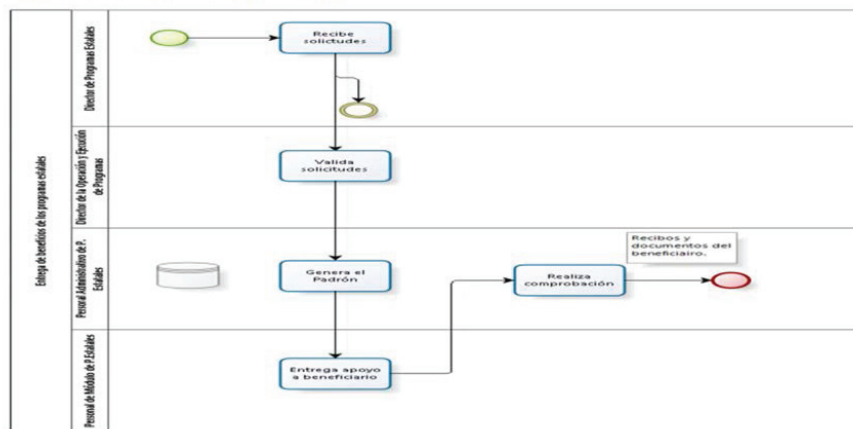 Entrega de beneficios de los programas estatales
Director de Programas Estatales
Recibe
solictudes
Director de la Operación y Ejecución
de Programas
Valida
solicitudes
Personal Administrativo de P.
Estatales
Genera el
Padrón
Realiza
comprobación
Recibos y
documentos del
beneficiairo.
Personal de Módulo de P.Estatales
Entrega apoyo
a beneficiario